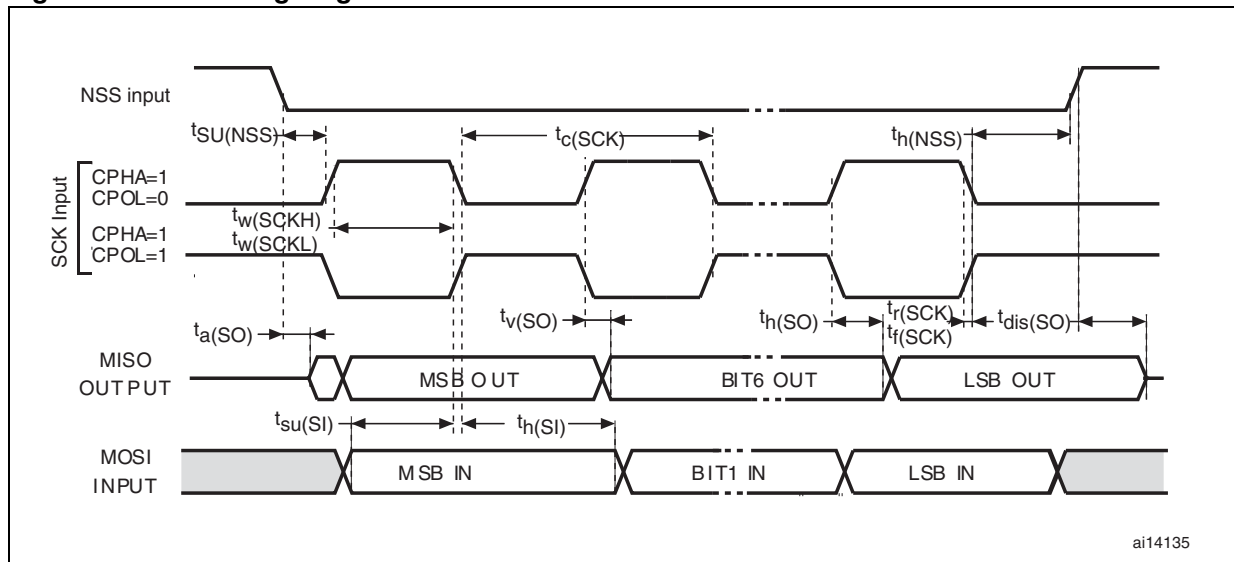 NSS input
tSU(NSS)
tc(SCK)
th(NSS)
SCK Input
CPHA=1
CPOL=0
tw(SCKH)
tw(SCKL)
CPHA=1
CPOL=1
ta(SO)
tv(SO)
th(SO)
tr(SCK)
tf(SCK)
tdis(SO)
MISO
OUTPUT
MSB OUT
BIT6 OUT
LSB OUT
tsu(SI)
th(SI)
MOSI
INPUT
MSB IN
BIT1 IN
LSB IN
ai14135